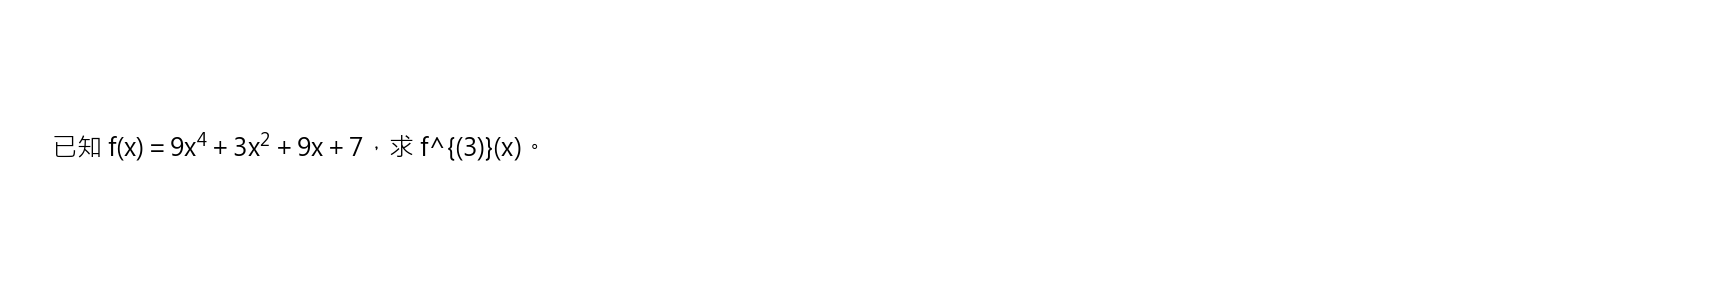 已知 f(x) = 9x⁴ + 3x² + 9x + 7，求 f^{(3)}(x)。